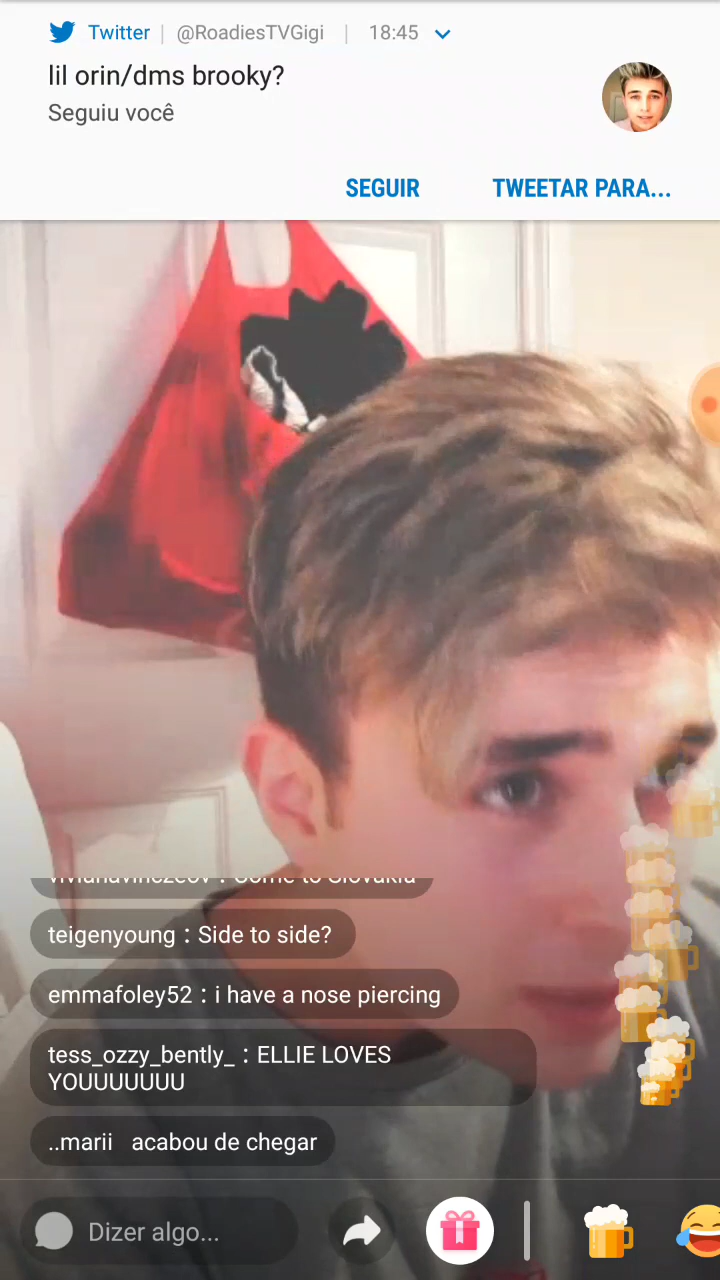 Twitter | @RoadiesTVGigi | 18:45
lil orin/dms brooky?
Seguiu você
SEGUIR TWEETAR PARA...
teigenyoung : Side to side?
emmafoley52 : i have a nose piercing
tess_ozzy_bently_ : ELLIE LOVES
YOUUUUUUU
..marii acabou de chegar
Dizer algo...